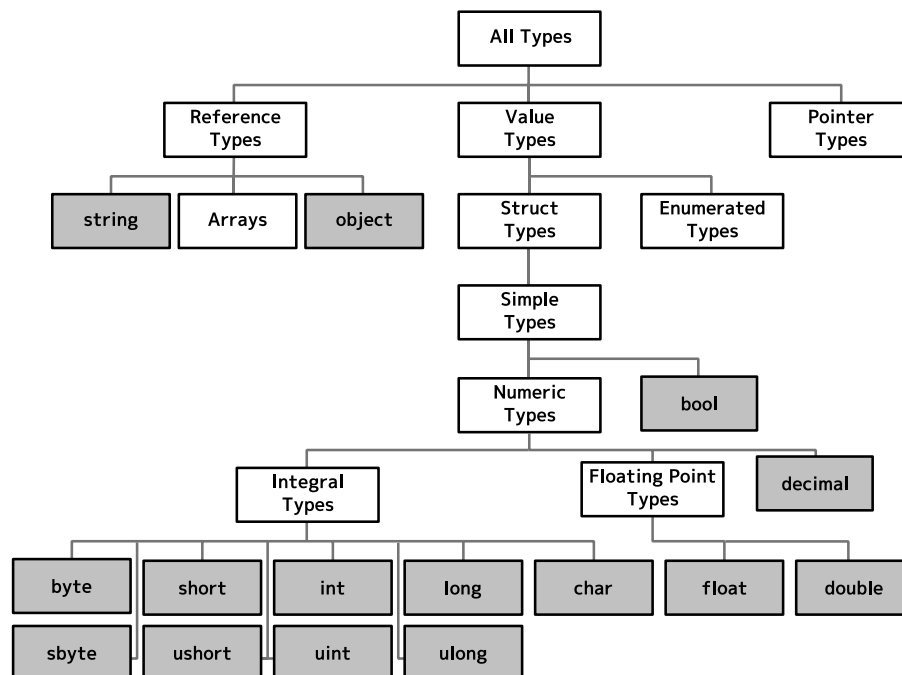 All Types
Reference
Types
Value
Types
Pointer
Types
string
Arrays
object
Struct
Types
Enumerated
Types
Simple
Types
Numeric
Types
bool
Integral
Types
Floating Point
Types
decimal
byte
short
int
long
char
float
double
sbyte
ushort
uint
ulong